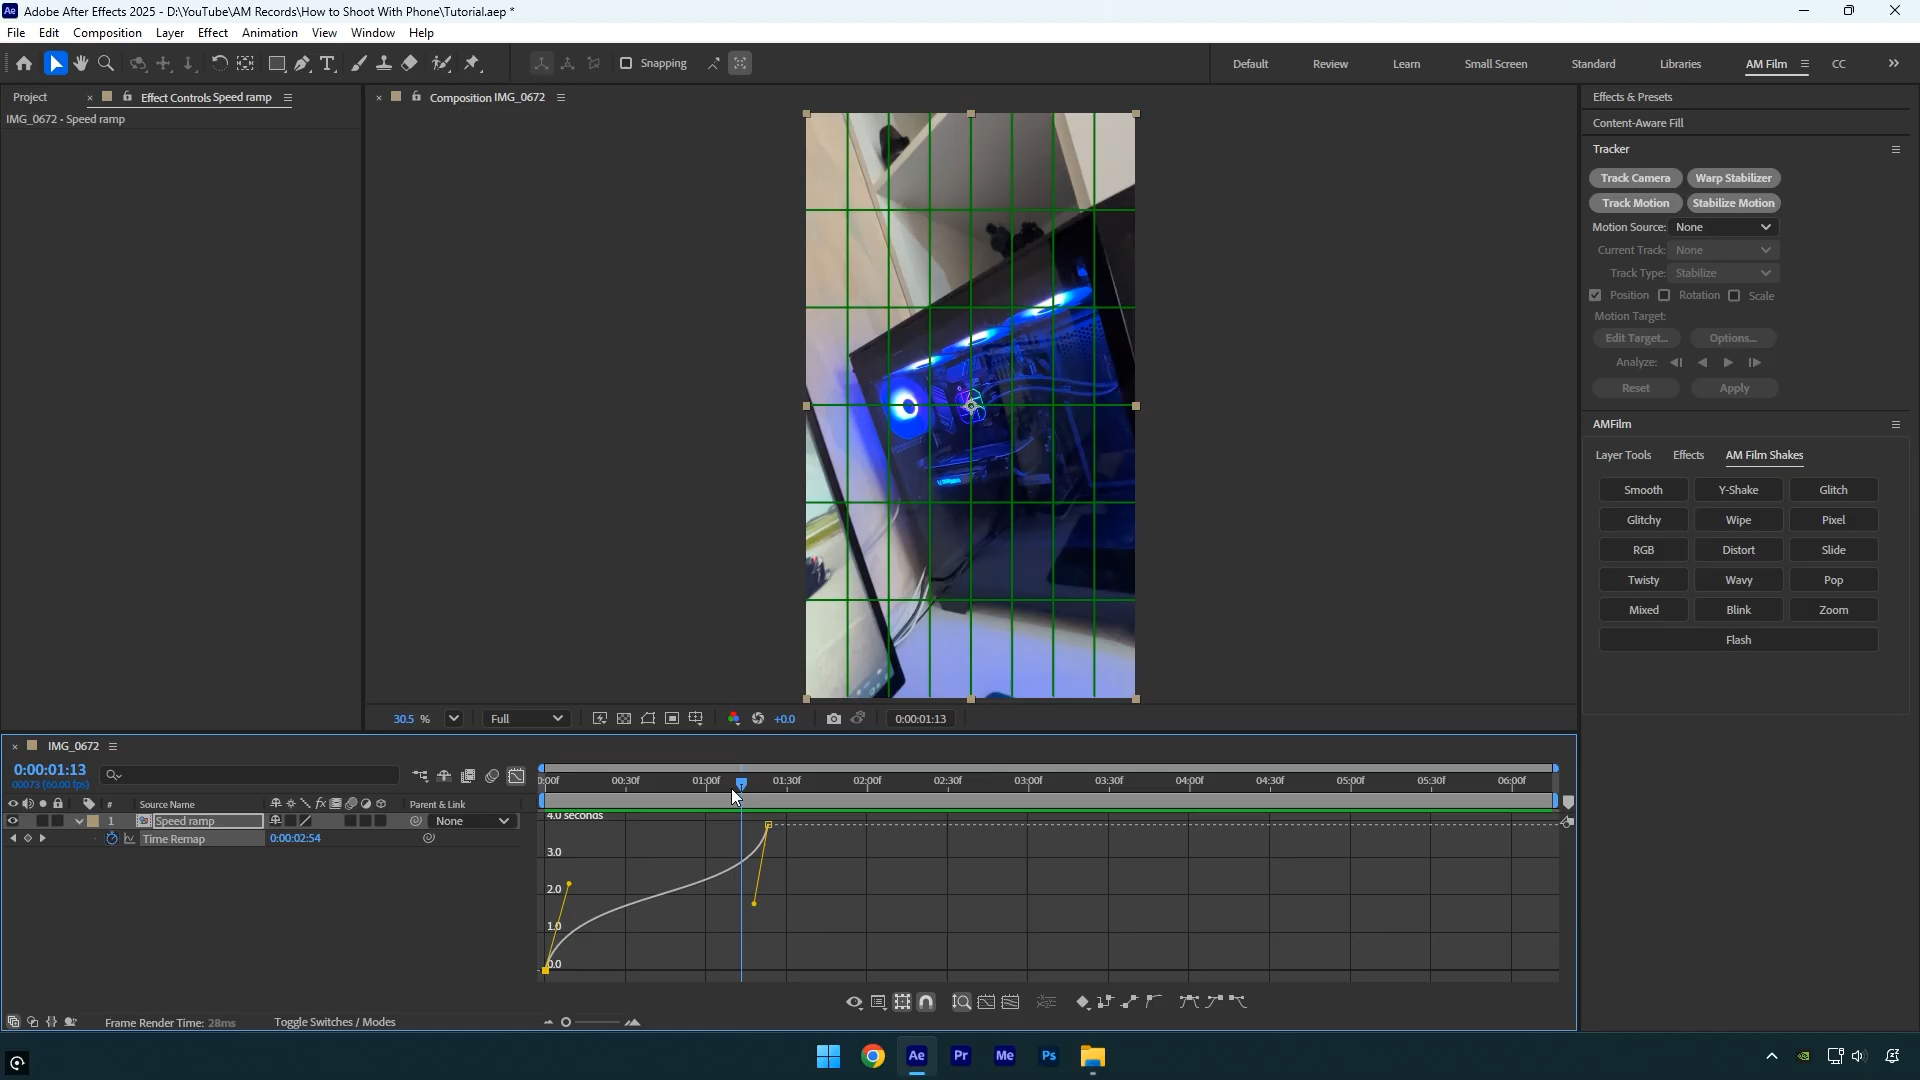 Ae Adobe After Effects 2025 - D:\YouTube\AM Records\How to Shoot With Phone\Tutorial.aep *
File Edit Composition Layer Effect Animation View Window Help
Snapping Default Review Learn Small Screen Standard Libraries AM Film CC
Project Effect Controls Speed ramp
IMG_0672 - Speed ramp
Composition IMG_0672
Effects & Presets
Content-Aware Fill
Tracker
Track Camera Warp Stabilizer
Track Motion Stabilize Motion
Motion Source: None
Current Track: None
Track Type: Stabilize
Position Rotation Scale
Motion Target:
Edit Target... Options...
Analyze:
Reset Apply
AMFilm
Layer Tools Effects AM Film Shakes
Smooth Y-Shake Glitch
Glitchy Wipe Pixel
RGB Distort Slide
Twisty Wavy Pop
Mixed Blink Zoom
Flash
30.5 % Full +0.0 0:00:01:13
IMG_0672
0:00:01:13
00073 (60.00 fps)
:00f 00:30f 01:00f 01:30f 02:00f 02:30f 03:00f 03:30f 04:00f 04:30f 05:00f 05:30f 06:00f
# Source Name fx Parent & Link
1 Speed ramp None
Time Remap 0:00:02:54
4.0 seconds
3.0
2.0
1.0
0.0
Frame Render Time: 28ms Toggle Switches / Modes
Ae Pr Me Ps